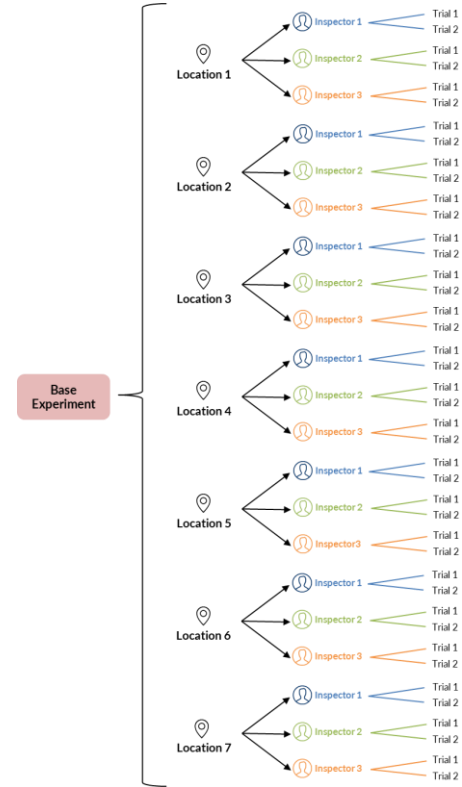 Base
Experiment
Location 1
Inspector 1
Trial 1
Trial 2
Inspector 2
Trial 1
Trial 2
Inspector 3
Trial 1
Trial 2
Location 2
Inspector 1
Trial 1
Trial 2
Inspector 2
Trial 1
Trial 2
Inspector 3
Trial 1
Trial 2
Location 3
Inspector 1
Trial 1
Trial 2
Inspector 2
Trial 1
Trial 2
Inspector 3
Trial 1
Trial 2
Location 4
Inspector 1
Trial 1
Trial 2
Inspector 2
Trial 1
Trial 2
Inspector 3
Trial 1
Trial 2
Location 5
Inspector 1
Trial 1
Trial 2
Inspector 2
Trial 1
Trial 2
Inspector3
Trial 1
Trial 2
Location 6
Inspector 1
Trial 1
Trial 2
Inspector 2
Trial 1
Trial 2
Inspector 3
Trial 1
Trial 2
Location 7
Inspector 1
Trial 1
Trial 2
Inspector 2
Trial 1
Trial 2
Inspector 3
Trial 1
Trial 2